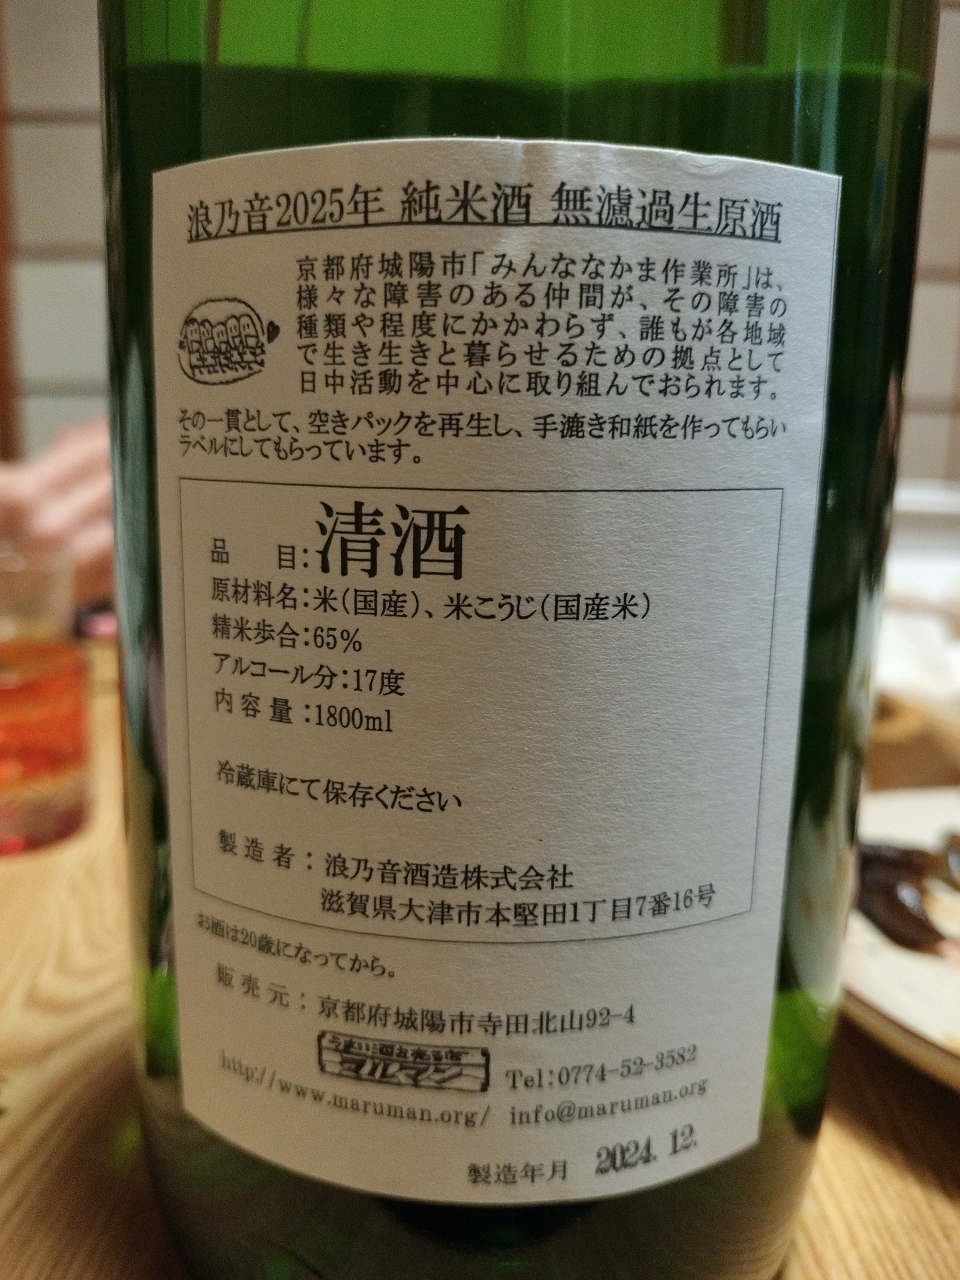 浪乃音2025年 純米酒 無濾過生原酒
京都府城陽市「みんななかま作業所」は、
様々な障害のある仲間が、その障害の
種類や程度にかかわらず、誰もが各地域
で生き生きと暮らせるための拠点として
日中活動を中心に取り組んでおられます。
その一貫として、空きパックを再生し、手漉き和紙を作ってもらい
ラベルにしてもらっています。
品 目:清酒
原材料名:米(国産)、米こうじ(国産米)
精米歩合:65%
アルコール分:17度
内容量:1800ml
冷蔵庫にて保存ください
製造者:浪乃音酒造株式会社
滋賀県大津市本堅田1丁目7番16号
お酒は20歳になってから。
販売元:京都府城陽市寺田北山92-4
うまい酒を売る店
マルマン Tel:0774-52-3582
http://www.maruman.org/ info@maruman.org
製造年月 2024.12.